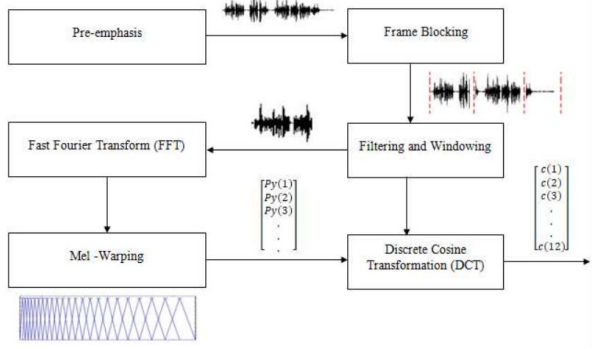 Pre-emphasis
Frame Blocking
Fast Fourier Transform (FFT)
Filtering and Windowing
Py(1)
Py(2)
Py(3)
.
.
.
c(1)
c(2)
c(3)
.
.
.
c(12)
Mel -Warping
Discrete Cosine
Transformation (DCT)